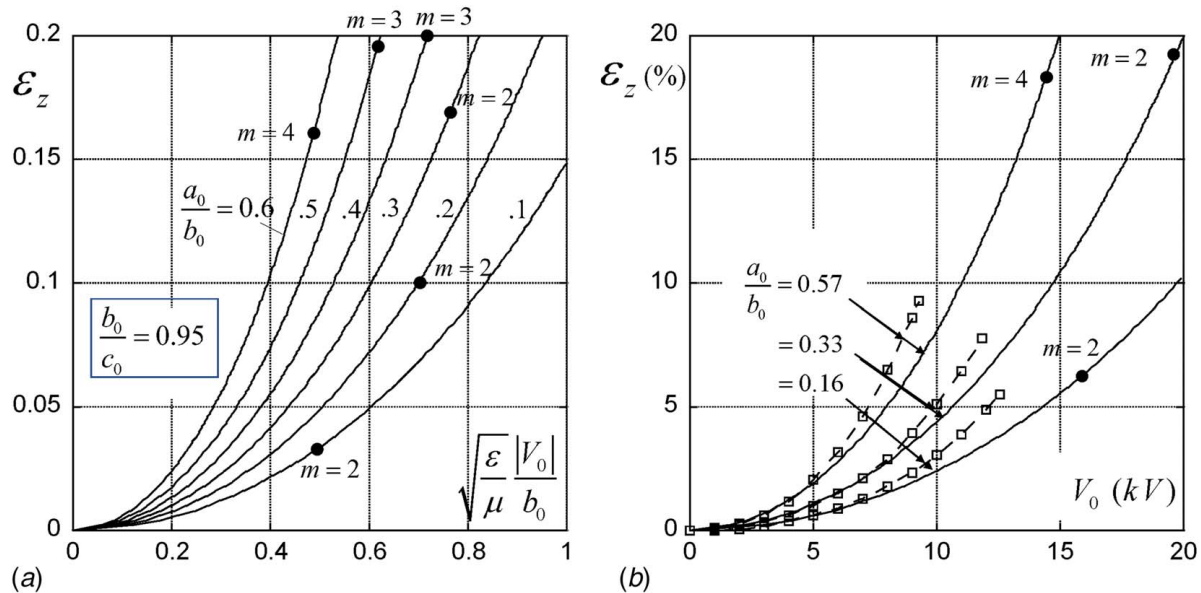 0.2
ε_z
0.15
0.1
0.05
0
m = 3
m = 3
m = 2
m = 4
a₀/b₀ = 0.6 .5 .4 .3 .2 .1
m = 2
b₀/c₀ = 0.95
m = 2
√(ε/μ) |V₀|/b₀
0 0.2 0.4 0.6 0.8 1
(a)
20
ε_z (%)
15
10
5
0
m = 4
m = 2
a₀/b₀ = 0.57
= 0.33
= 0.16
m = 2
V₀ (kV)
0 5 10 15 20
(b)